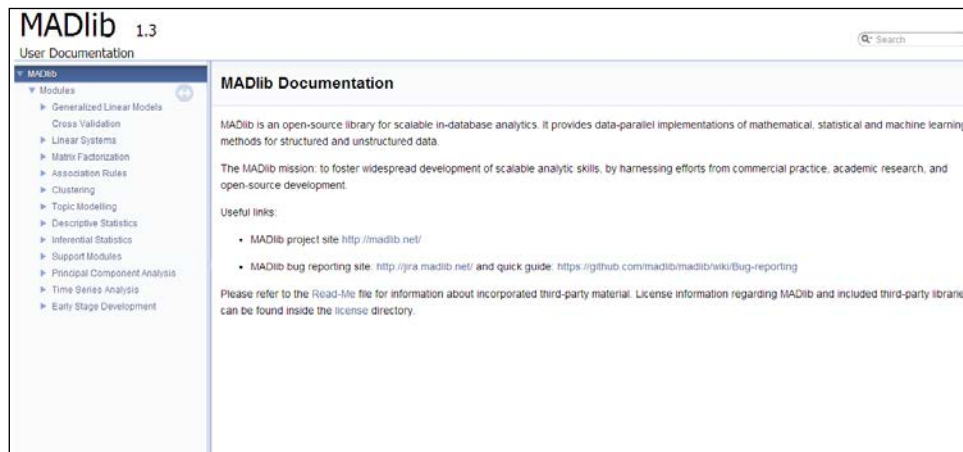 MADlib 1.3
User Documentation
Search
MADlib
Modules
Generalized Linear Models
Cross Validation
Linear Systems
Matrix Factorization
Association Rules
Clustering
Topic Modelling
Descriptive Statistics
Inferential Statistics
Support Modules
Principal Component Analysis
Time Series Analysis
Early Stage Development
MADlib Documentation
MADlib is an open-source library for scalable in-database analytics. It provides data-parallel implementations of mathematical, statistical and machine learning
methods for structured and unstructured data.
The MADlib mission: to foster widespread development of scalable analytic skills, by harnessing efforts from commercial practice, academic research, and
open-source development.
Useful links:
• MADlib project site http://madlib.net/
• MADlib bug reporting site: http://jira.madlib.net/ and quick guide: https://github.com/madlib/madlib/wiki/Bug-reporting
Please refer to the Read-Me file for information about incorporated third-party material. License information regarding MADlib and included third-party librarie
can be found inside the license directory.